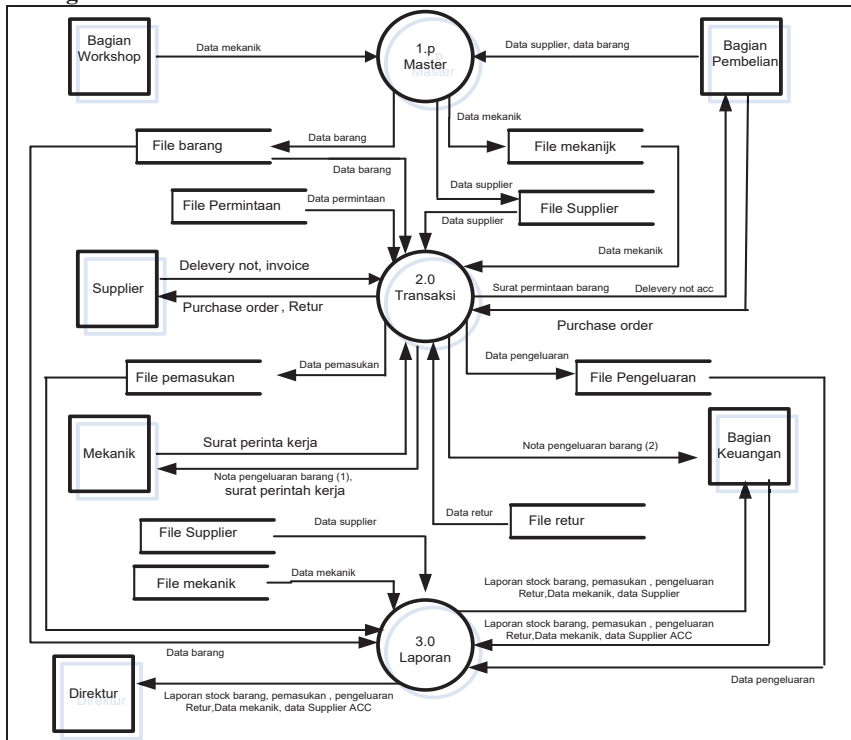 Bagian
Workshop
Data mekanik
1.p
Master
Data supplier, data barang
Bagian
Pembelian
Data barang
Data mekanik
File barang
File mekanijk
Data barang
Data supplier
File Permintaan
Data permintaan
File Supplier
Data supplier
Data mekanik
Supplier
Delevery not, invoice
2.0
Transaksi
Surat permintaan barang
Delevery not acc
Purchase order , Retur
Purchase order
File pemasukan
Data pemasukan
Data pengeluaran
File Pengeluaran
Mekanik
Surat perinta kerja
Nota pengeluran barang (2)
Bagian
Keuangan
Nota pengeluran barang (1),
surat perintah kerja
File Supplier
Data supplier
Data retur
File retur
File mekanik
Data mekanik
Laporan stock barang, pemasukan , pengeluaran
Retur,Data mekanik, data Supplier
Laporan stock barang, pemasukan , pengeluaran
Retur,Data mekanik, data Supplier ACC
3.0
Laporan
Data barang
Data pengeluaran
Direktur
Laporan stock barang, pemasukan , pengeluaran
Retur,Data mekanik, data Supplier ACC